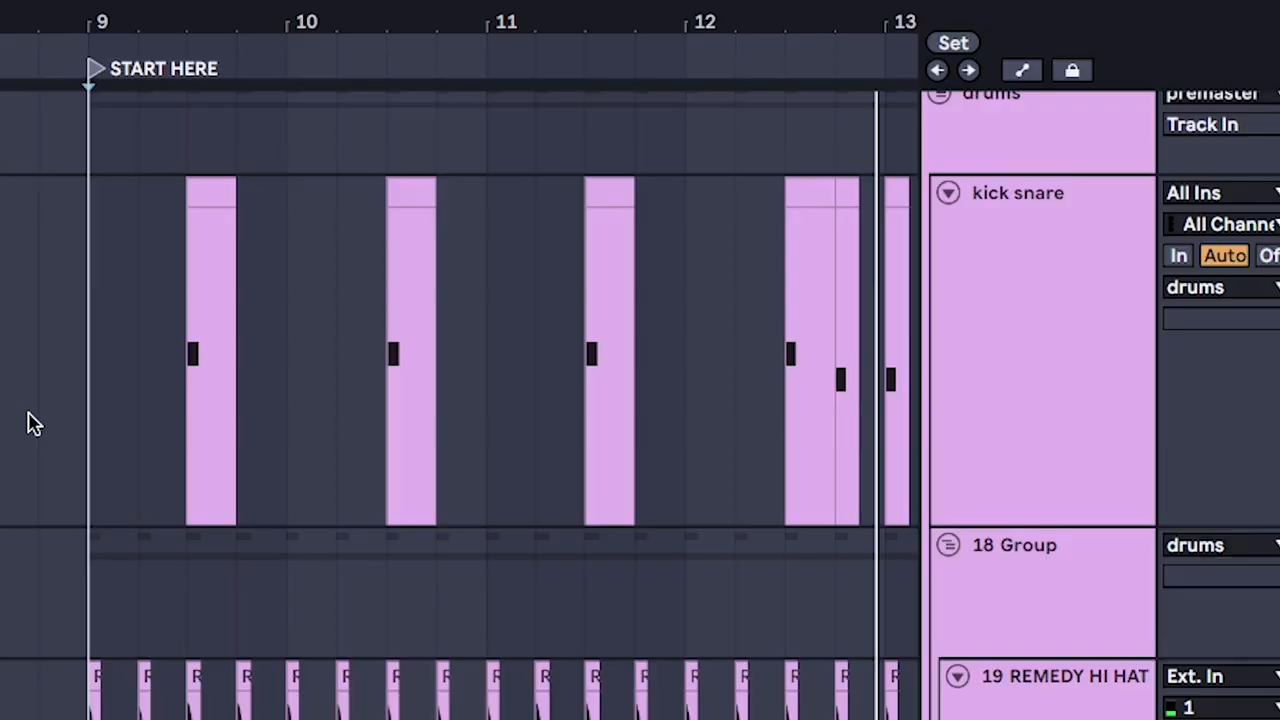 9 10 11 12 13
Set
START HERE
drums
premaster
Track In
kick snare
All Ins
All Channe
In Auto Of
drums
18 Group
drums
R R R R R R R R R R R R R R R R R
19 REMEDY HI HAT
Ext. In
1